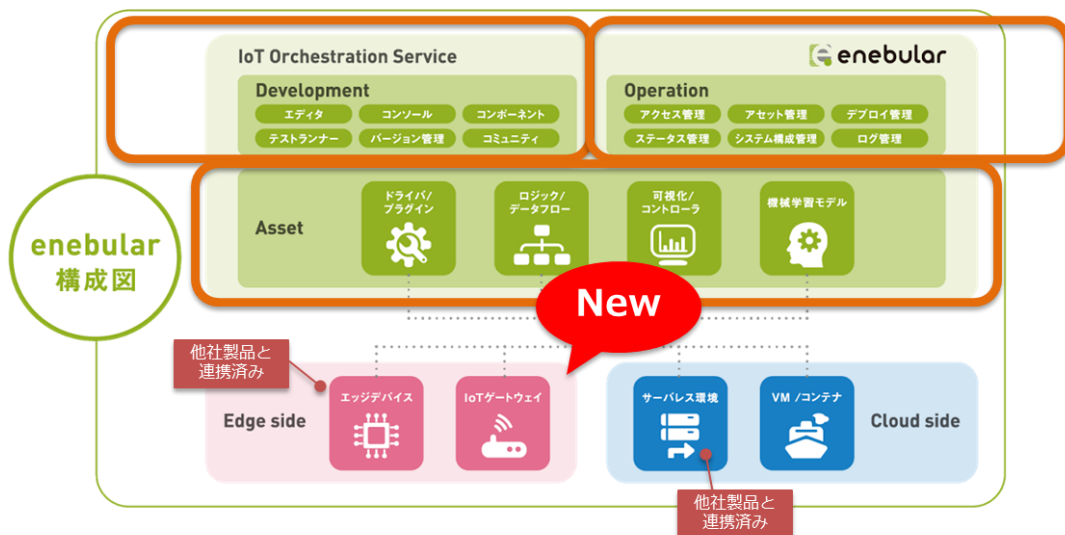 IoT Orchestration Service
enebular
Development
エディタ
コンソール
コンポーネント
テストランナー
バージョン管理
コミュニティ
Operation
アクセス管理
アセット管理
デプロイ管理
ステータス管理
システム構成管理
ログ管理
enebular
構成図
Asset
ドライバ/
プラグイン
ロジック/
データフロー
可視化/
コントローラ
機械学習モデル
New
他社製品と
連携済み
Edge side
エッジデバイス
IoTゲートウェイ
サーバレス環境
VM /コンテナ
Cloud side
他社製品と
連携済み